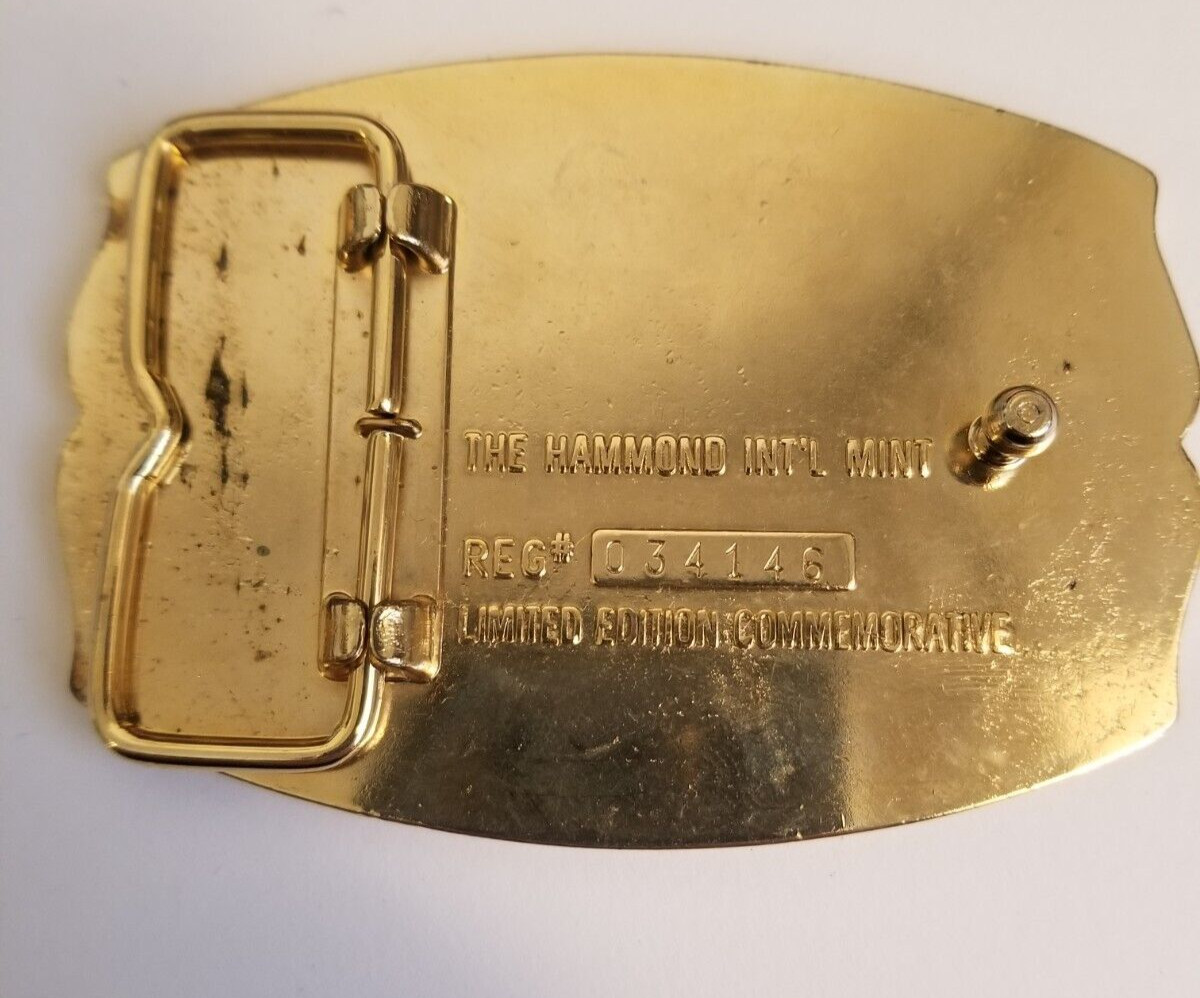 THE HAMMOND INT'L MINT
REG# 034146
LIMITED EDITION COMMEMORATIVE